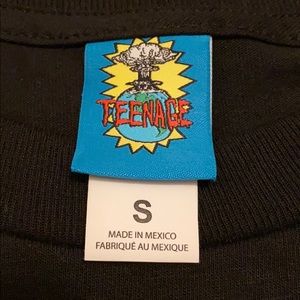 TEENAGE
S
MADE IN MEXICO
FABRIQUÉ AU MEXIQUE